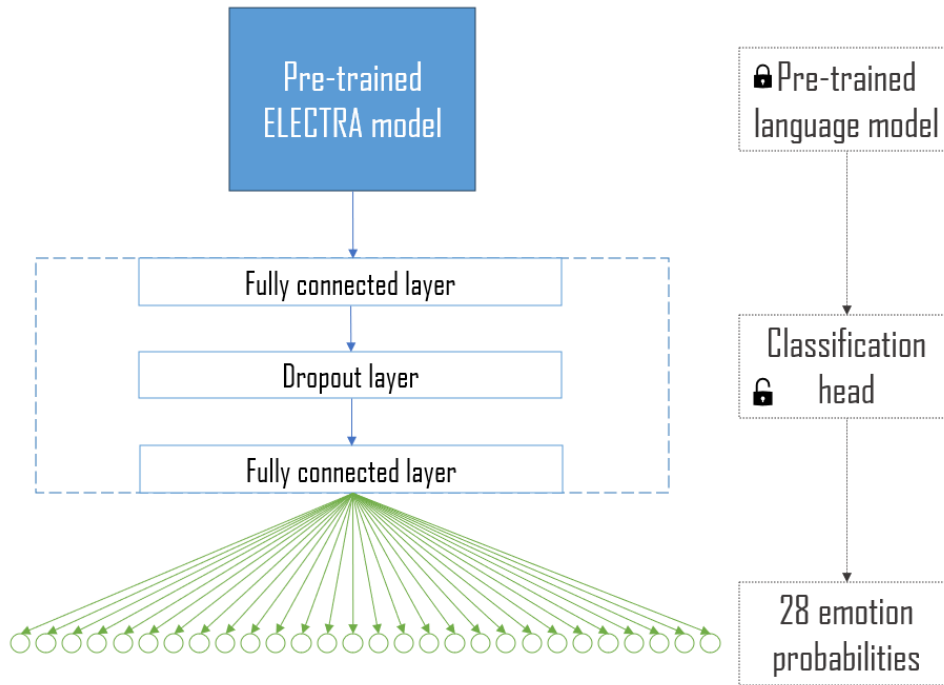 Pre-trained
ELECTRA model
Fully connected layer
Dropout layer
Fully connected layer
Pre-trained
language model
Classification
head
28 emotion
probabilities